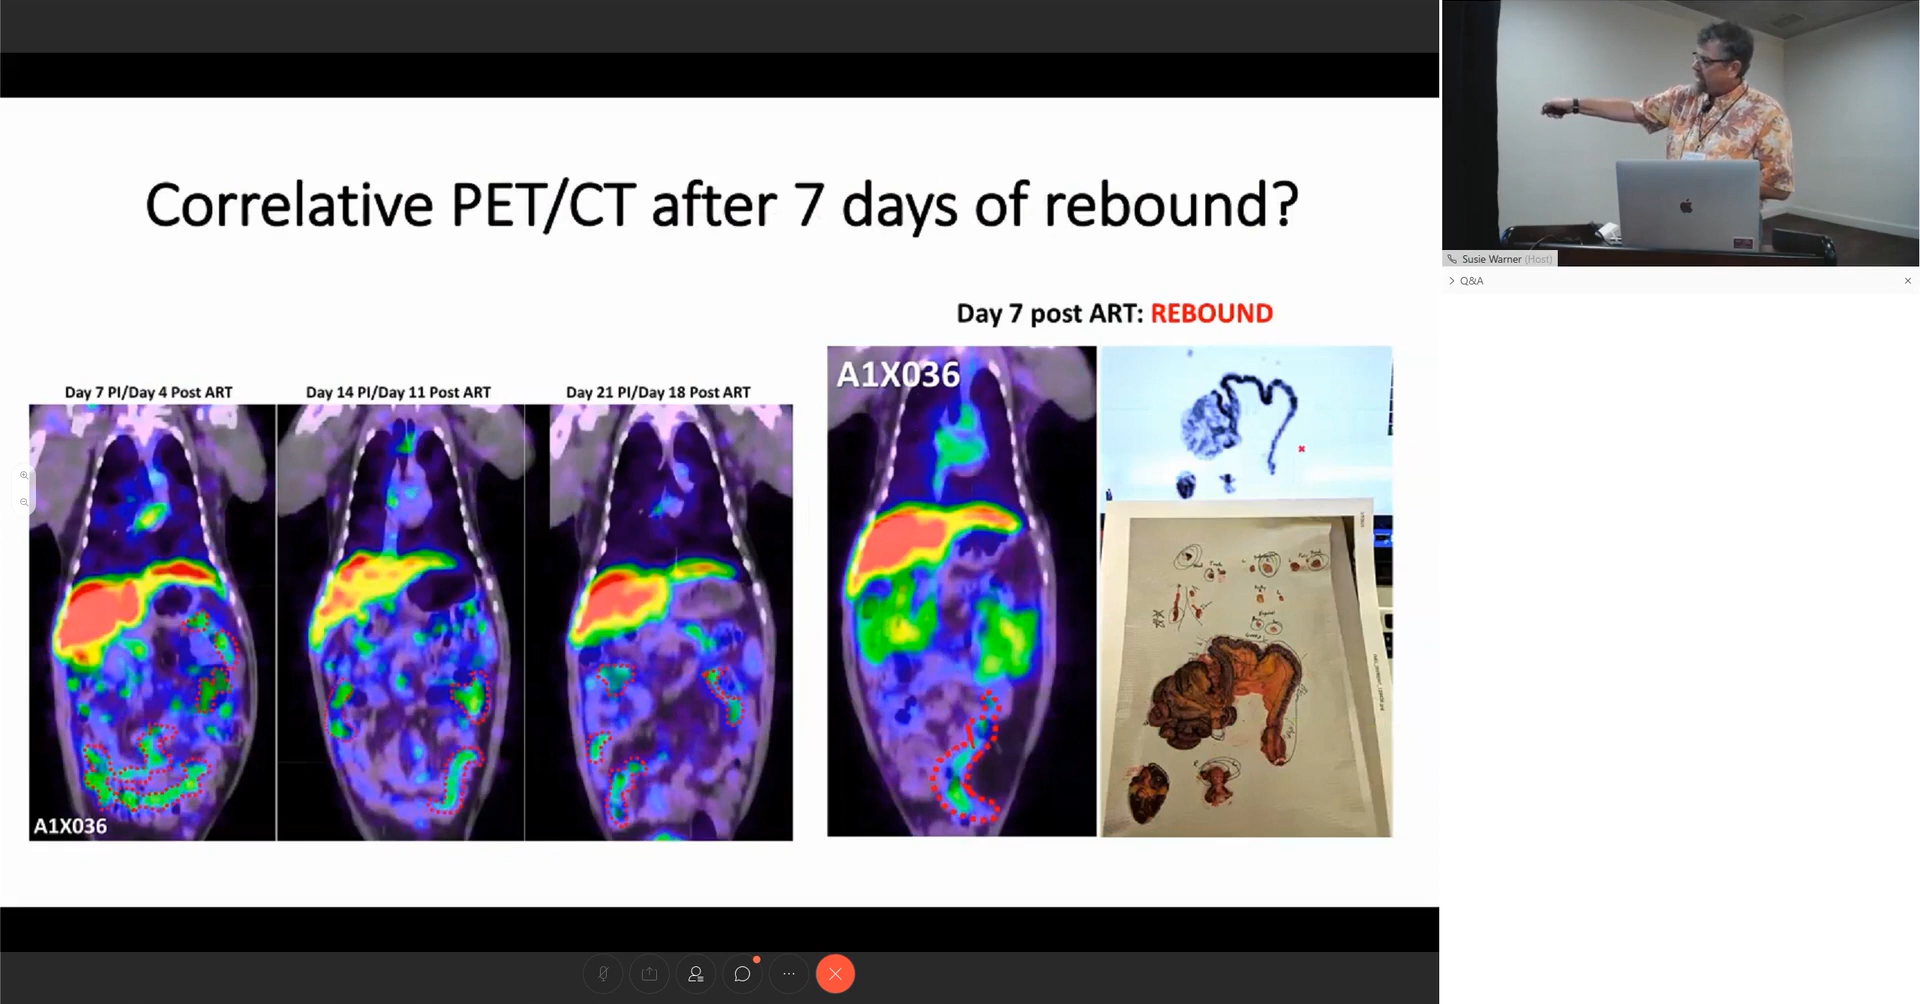 Correlative PET/CT after 7 days of rebound?
Day 7 post ART: REBOUND
Day 7 PI/Day 4 Post ART
Day 14 PI/Day 11 Post ART
Day 21 PI/Day 18 Post ART
A1X036
A1X036
Susie Warner (Host)
Q&A